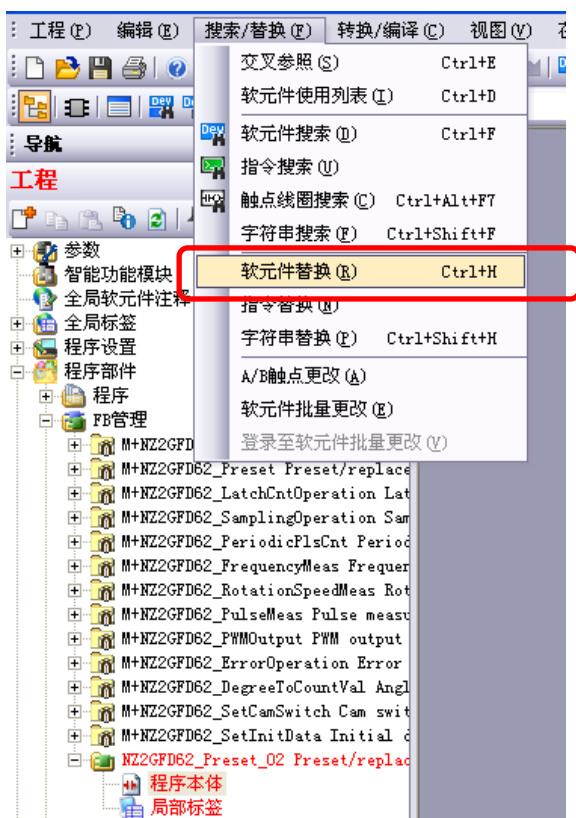 工程(P) 编辑(E) 搜索/替换(F) 转换/编译(C) 视图(V)
交叉参照(S) Ctrl+E
软元件使用列表(I) Ctrl+D
Dev
导航
软元件搜索(D) Ctrl+F
工程
指令搜索(U)
触点线圈搜索(C) Ctrl+Alt+F7
字符串搜索(F) Ctrl+Shift+F
参数
智能功能模块
软元件替换(R) Ctrl+H
全局软元件注释
指令替换(N)
全局标签
字符串替换(P) Ctrl+Shift+H
程序设置
程序部件
A/B触点更改(A)
程序
软元件批量更改(E)
FB管理
登录至软元件批量更改(V)
M+NZ2GFD
M+NZ2GFD62_Preset Preset/replace
M+NZ2GFD62_LatchCntOperation Lat
M+NZ2GFD62_SamplingOperation Sam
M+NZ2GFD62_PeriodicPlsCnt Period
M+NZ2GFD62_FrequencyMeas Frequen
M+NZ2GFD62_RotationSpeedMeas Rot
M+NZ2GFD62_PulseMeas Pulse measu
M+NZ2GFD62_PWMOutput PWM output
M+NZ2GFD62_ErrorOperation Error
M+NZ2GFD62_DegreeToCountVal Angl
M+NZ2GFD62_SetCamSwitch Cam swit
M+NZ2GFD62_SetInitData Initial d
NZ2GFD62_Preset_02 Preset/replac
程序本体
局部标签